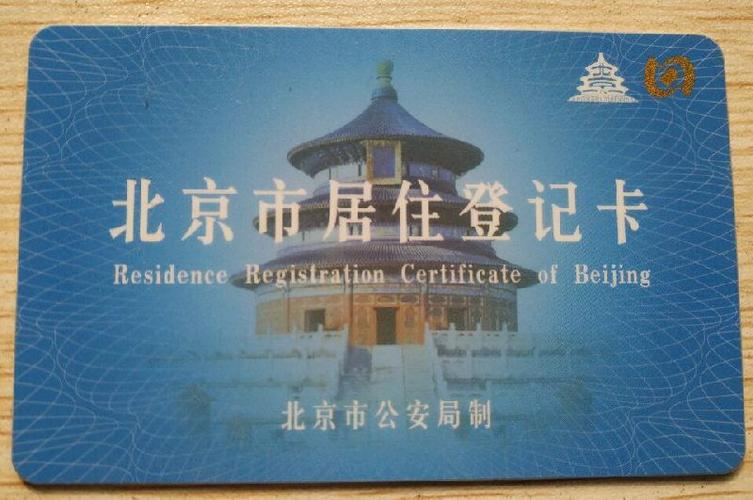 北京市居住登记卡
Residence Registration Certificate of Beijing
北京市公安局制